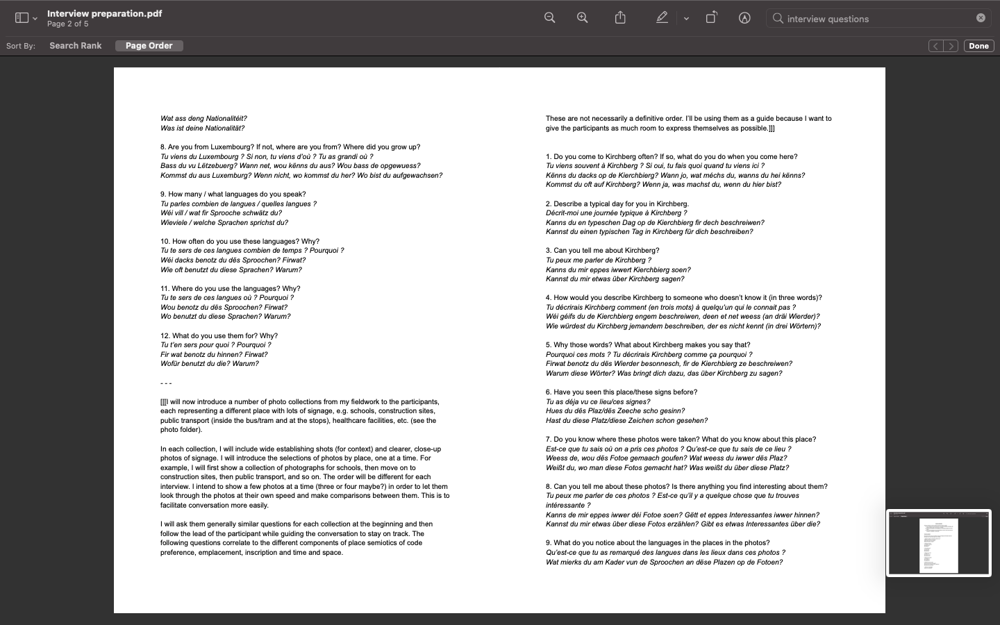 Interview preparation.pdf
Page 2 of 5
interview questions
Sort By:
Search Rank
Page Order
Done
Wat ass deng Nationalitéit?
Was ist deine Nationalität?
8. Are you from Luxembourg? If not, where are you from? Where did you grow up?
Tu viens du Luxembourg ? Si non, tu viens d'où ? Tu as grandi où ?
Bass du vu Lëtzebuerg? Wann net, wou kënns du aus? Wou bass de opgewuess?
Kommst du aus Luxemburg? Wenn nicht, wo kommst du her? Wo bist du aufgewachsen?
9. How many / what languages do you speak?
Tu parles combien de langues / quelles langues ?
Wéi vill / wat fir Sprooche schwätz du?
Wieviele / welche Sprachen sprichst du?
10. How often do you use these languages? Why?
Tu te sers de ces langues combien de temps ? Pourquoi ?
Wéi dacks benotz du dës Sproochen? Firwat?
Wie oft benutzt du diese Sprachen? Warum?
11. Where do you use the languages? Why?
Tu te sers de ces langues où ? Pourquoi ?
Wou benotz du dës Sproochen? Firwat?
Wo benutzt du diese Sprachen? Warum?
12. What do you use them for? Why?
Tu t'en sers pour quoi ? Pourquoi ?
Fir wat benotz du hinnen? Firwat?
Wofür benutzt du die? Warum?
- - -
[[[I will now introduce a number of photo collections from my fieldwork to the participants,
each representing a different place with lots of signage, e.g. schools, construction sites,
public transport (inside the bus/tram and at the stops), healthcare facilities, etc. (see the
photo folder).
In each collection, I will include wide establishing shots (for context) and clearer, close-up
photos of signage. I will introduce the selections of photos by place, one at a time. For
example, I will first show a collection of photographs for schools, then move on to
construction sites, then public transport, and so on. The order will be different for each
interview. I intend to show a few photos at a time (three or four maybe?) in order to let them
look through the photos at their own speed and make comparisons between them. This is to
facilitate conversation more easily.
I will ask them generally similar questions for each collection at the beginning and then
follow the lead of the participant while guiding the conversation to stay on track. The
following questions correlate to the different components of place semiotics of code
preference, emplacement, inscription and time and space.
These are not necessarily a definitive order. I'll be using them as a guide because I want to
give the participants as much room to express themselves as possible.]]]
1. Do you come to Kirchberg often? If so, what do you do when you come here?
Tu viens souvent à Kirchberg ? Si oui, tu fais quoi quand tu viens ici ?
Kënns du dacks op de Kierchbierg? Wann jo, wat méchs du, wanns du hei kënns?
Kommst du oft auf Kirchberg? Wenn ja, was machst du, wenn du hier bist?
2. Describe a typical day for you in Kirchberg.
Décrit-moi une journée typique à Kirchberg ?
Kanns du en typeschen Dag op de Kierchbierg fir dech beschreiwen?
Kannst du einen typischen Tag in Kirchberg für dich beschreiben?
3. Can you tell me about Kirchberg?
Tu peux me parler de Kirchberg ?
Kanns du mir eppes iwwert Kierchbierg soen?
Kannst du mir etwas über Kirchberg sagen?
4. How would you describe Kirchberg to someone who doesn't know it (in three words)?
Tu décrirais Kirchberg comment (en trois mots) à quelqu'un qui le connait pas ?
Wéi géifs du de Kierchbierg engem beschreiwen, deen et net weess (an dräi Wierder)?
Wie würdest du Kirchberg jemandem beschreiben, der es nicht kennt (in drei Wörtern)?
5. Why those words? What about Kirchberg makes you say that?
Pourquoi ces mots ? Tu décrirais Kirchberg comme ça pourquoi ?
Firwat benotz du dës Wierder besonnesch, fir de Kierchbierg ze beschreiwen?
Warum diese Wörter? Was bringt dich dazu, das über Kirchberg zu sagen?
6. Have you seen this place/these signs before?
Tu as déja vu ce lieu/ces signes?
Hues du dës Plaz/dës Zeeche scho gesinn?
Hast du diese Platz/diese Zeichen schon gesehen?
7. Do you know where these photos were taken? What do you know about this place?
Est-ce que tu sais où on a pris ces photos ? Qu'est-ce que tu sais de ce lieu ?
Weess de, wou dës Fotoe gemaach goufen? Wat weess du iwwer dës Plaz?
Weißt du, wo man diese Fotos gemacht hat? Was weißt du über diese Platz?
8. Can you tell me about these photos? Is there anything you find interesting about them?
Tu peux me parler de ces photos ? Est-ce qu'il y a quelque chose que tu trouves
intéressante ?
Kanns de mir eppes iwwer déi Fotoe soen? Gëtt et eppes Interessantes iwwer hinnen?
Kannst du mir etwas über diese Fotos erzählen? Gibt es etwas Interessantes über die?
9. What do you notice about the languages in the places in the photos?
Qu'est-ce que tu as remarqué des langues dans les lieux dans ces photos ?
Wat mierks du am Kader vun de Sproochen an dëse Plazen op de Fotoen?